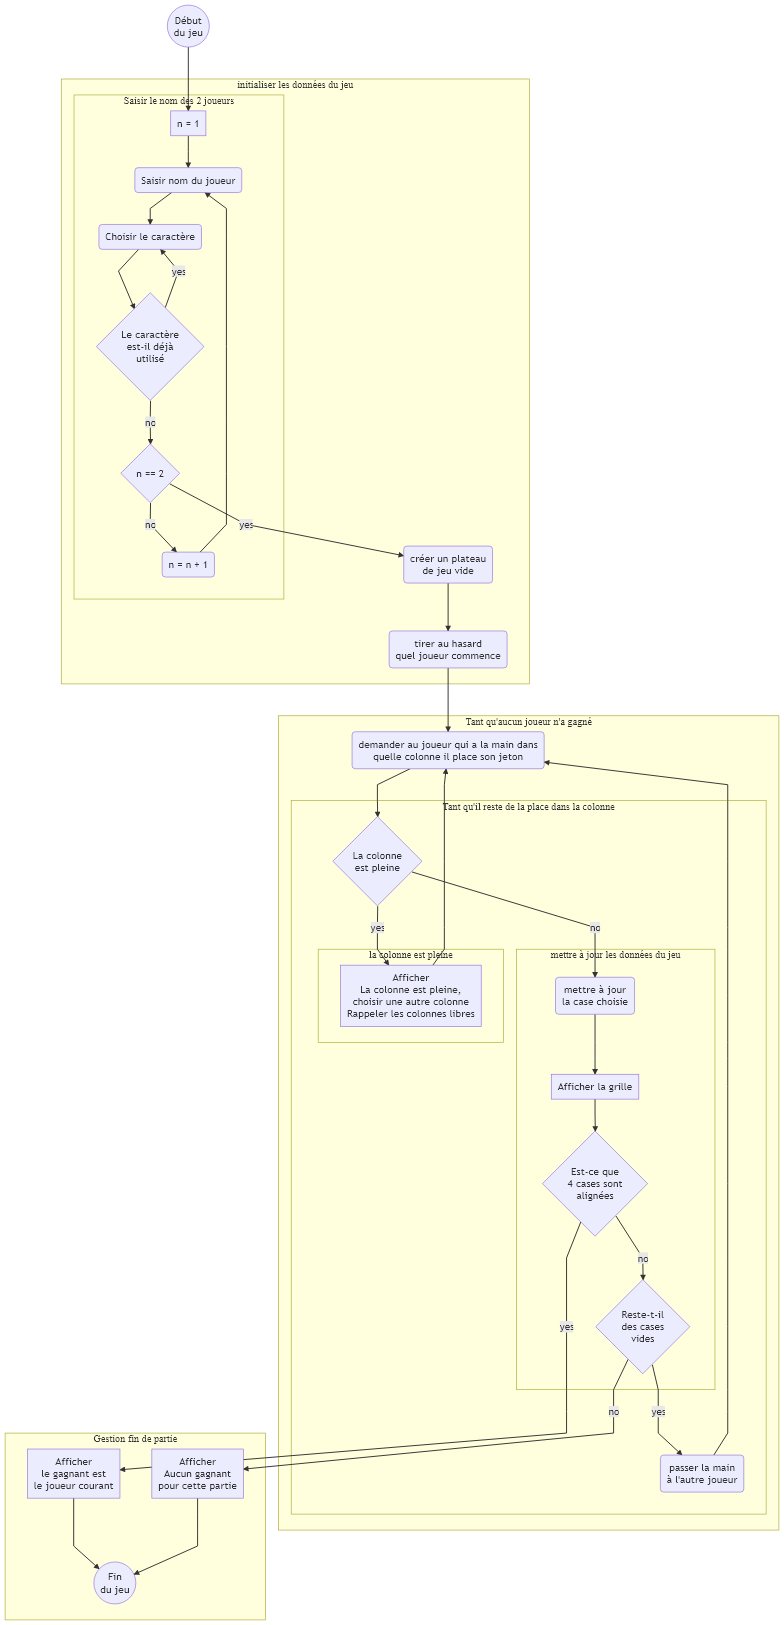 Début
du jeu
initialiser les données du jeu
Saisir le nom des 2 joueurs
n = 1
Saisir nom du joueur
Choisir le caractère
yes
Le caractère
est-il déjà
utilisé
no
n == 2
no
yes
n = n + 1
créer un plateau
de jeu vide
tirer au hasard
quel joueur commence
Tant qu'aucun joueur n'a gagné
demander au joueur qui a la main dans
quelle colonne il place son jeton
Tant qu'il reste de la place dans la colonne
La colonne
est pleine
yes
no
la colonne est pleine
Afficher
La colonne est pleine,
choisir une autre colonne
Rappeler les colonnes libres
mettre à jour les données du jeu
mettre à jour
la case choisie
Afficher la grille
Est-ce que
4 cases sont
alignées
no
yes
Reste-t-il
des cases
vides
no
yes
passer la main
à l'autre joueur
Gestion fin de partie
Afficher
le gagnant est
le joueur courant
Afficher
Aucun gagnant
pour cette partie
Fin
du jeu